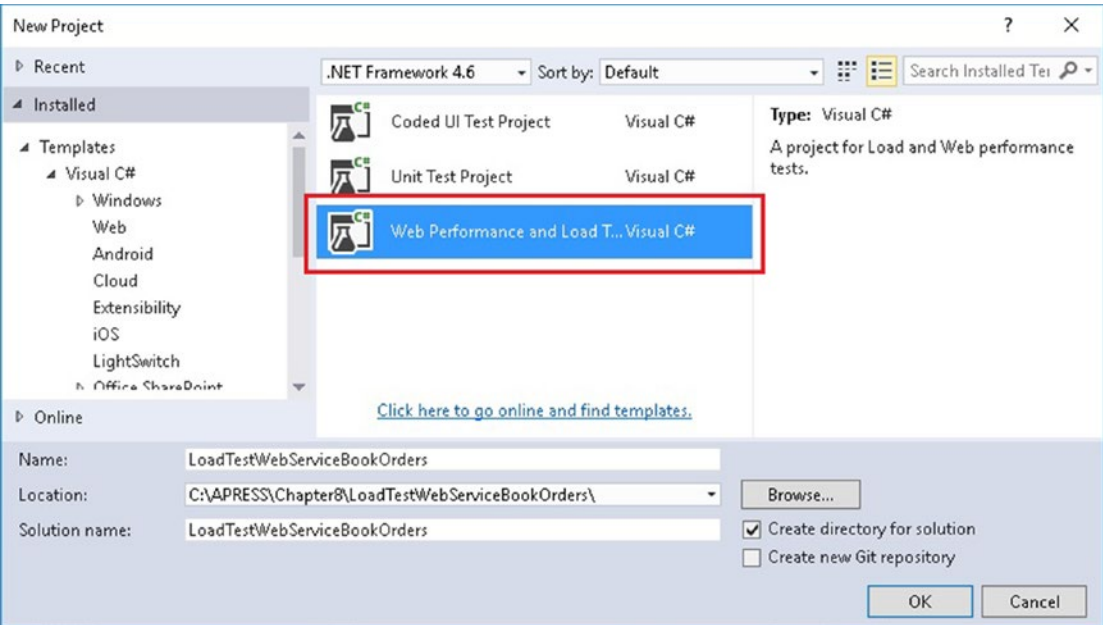 New Project
?
Recent
.NET Framework 4.6
Sort by: Default
Search Installed Te
Installed
Templates
Visual C#
Windows
Web
Android
Cloud
Extensibility
iOS
LightSwitch
Office SharePoint
Online
C#
Coded UI Test Project Visual C#
C#
Unit Test Project Visual C#
C#
Web Performance and Load T... Visual C#
Click here to go online and find templates.
Type: Visual C#
A project for Load and Web performance
tests.
Name: LoadTestWebServiceBookOrders
Location: C:\APRESS\Chapter8\LoadTestWebServiceBookOrders\
Browse...
Solution name: LoadTestWebServiceBookOrders
Create directory for solution
Create new Git repository
OK
Cancel